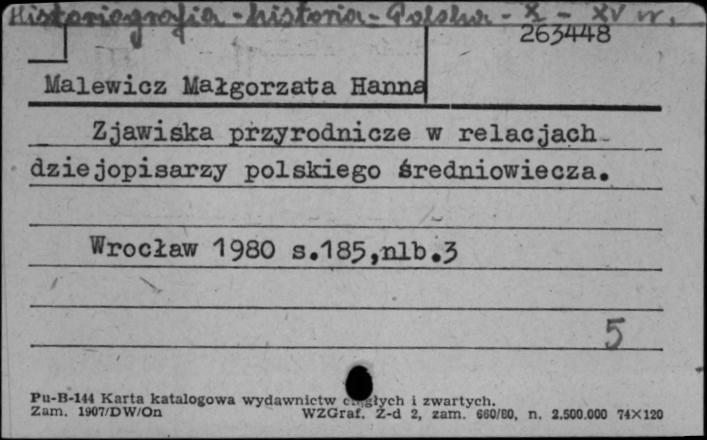 Historiografia - historia - Polska - X - XV w.
263448
Malewicz Małgorzata Hanna
Zjawiska przyrodnicze w relacjach
dziejopisarzy polskiego średniowiecza.
Wrocław 1980 s.185,nlb.3
5
Pu-B-144 Karta katalogowa wydawnictw ciągłych i zwartych.
Zam. 1907/DW/On WZGraf. Z-d 2, zam. 660/80, n. 2.500.000 74×120